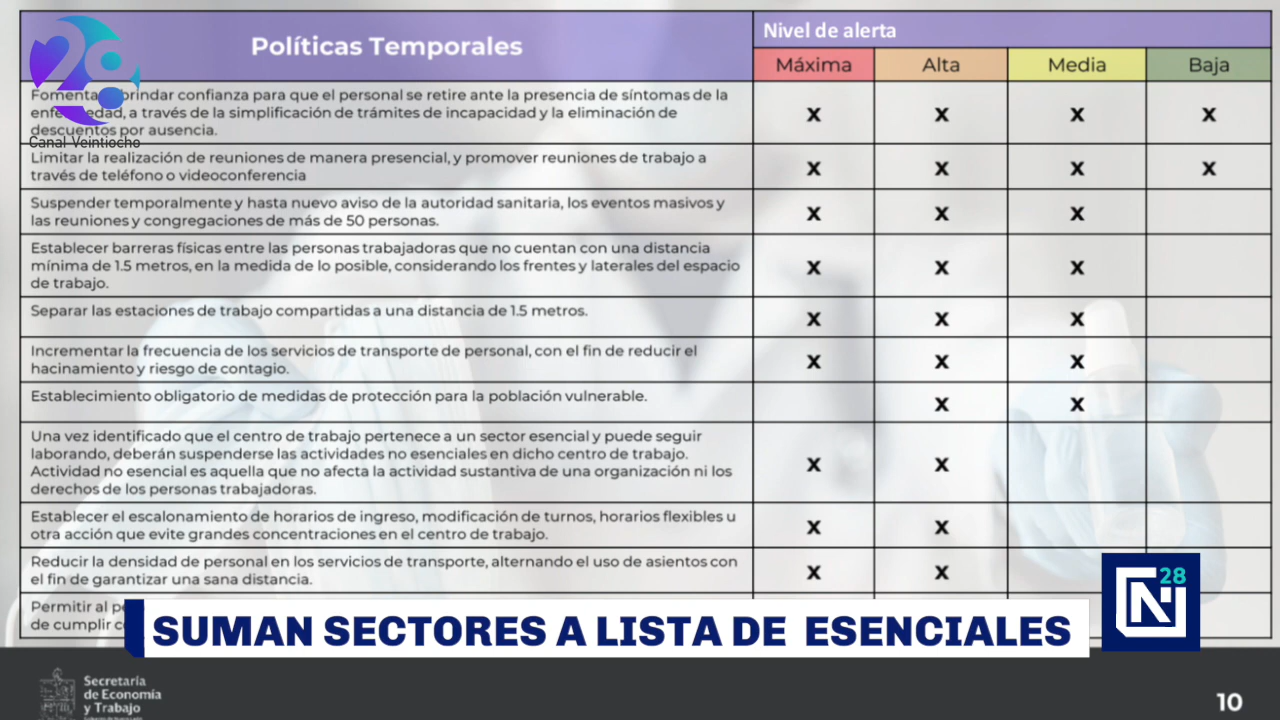 Políticas Temporales
Nivel de alerta
Máxima Alta Media Baja
28
Canal Veintiocho
brindar confianza para que el personal se retire ante la presencia de síntomas de la
a través de la simplificación de trámites de incapacidad y la eliminación de
descuentos por ausencia.
X X X X
Limitar la realización de reuniones de manera presencial, y promover reuniones de trabajo a
través de teléfono o videoconferencia
X X X X
Suspender temporalmente y hasta nuevo aviso de la autoridad sanitaria, los eventos masivos y
las reuniones y congregaciones de más de 50 personas.
X X X
Establecer barreras físicas entre las personas trabajadoras que no cuentan con una distancia
mínima de 1.5 metros, en la medida de lo posible, considerando los frentes y laterales del espacio
de trabajo.
X X X
Separar las estaciones de trabajo compartidas a una distancia de 1.5 metros.
X X X
Incrementar la frecuencia de los servicios de transporte de personal, con el fin de reducir el
hacinamiento y riesgo de contagio.
X X X
Establecimiento obligatorio de medidas de protección para la población vulnerable.
X X
Una vez identificado que el centro de trabajo pertenece a un sector esencial y puede seguir
laborando, deberán suspenderse las actividades no esenciales en dicho centro de trabajo.
Actividad no esencial es aquella que no afecta la actividad sustantiva de una organización ni los
derechos de los personas trabajadoras.
X X
Establecer el escalonamiento de horarios de ingreso, modificación de turnos, horarios flexibles u
otra acción que evite grandes concentraciones en el centro de trabajo.
X X
Reducir la densidad de personal en los servicios de transporte, alternando el uso de asientos con
el fin de garantizar una sana distancia.
X X
Permitir al
de cumplir
SUMAN SECTORES A LISTA DE ESENCIALES
N 28
Secretaría
de Economía
y Trabajo
10